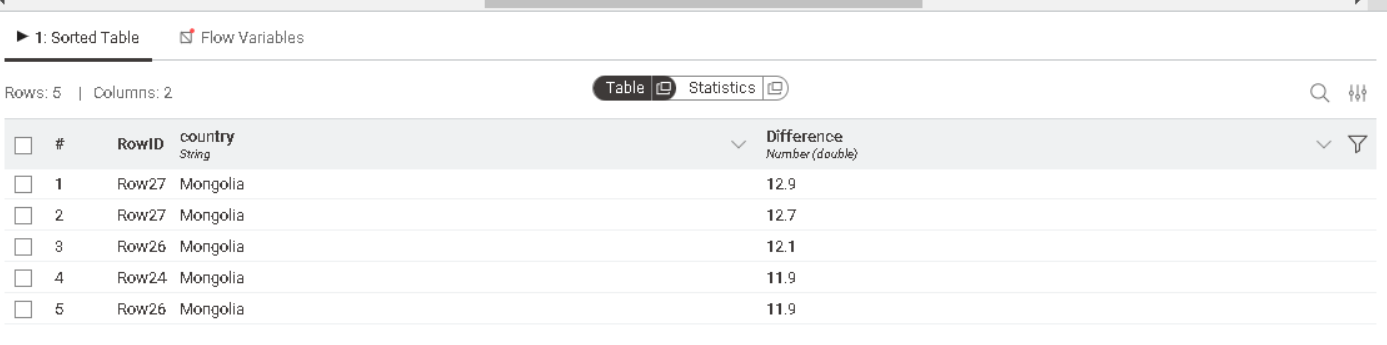 1: Sorted Table Flow Variables
Rows: 5 | Columns: 2 Table Statistics
# RowID country Difference
String Number (double)
1 Row27 Mongolia 12.9
2 Row27 Mongolia 12.7
3 Row26 Mongolia 12.1
4 Row24 Mongolia 11.9
5 Row26 Mongolia 11.9